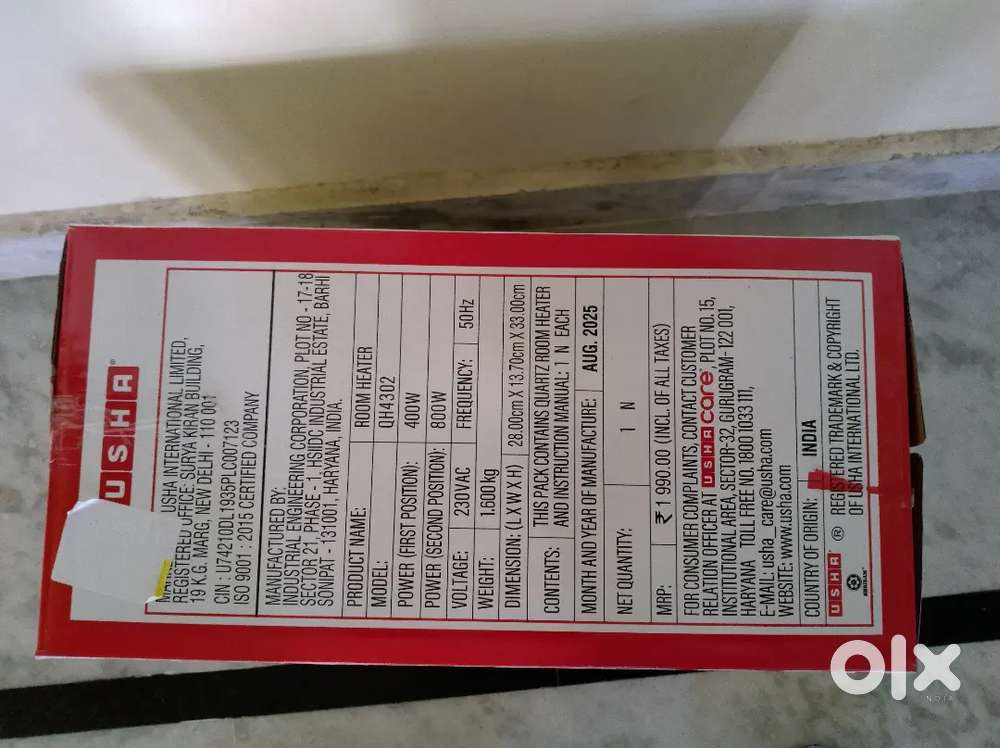 USHA®
USHA INTERNATIONAL LIMITED,
REGISTERED OFFICE: SURYA KIRAN BUILDING,
19 K.G. MARG, NEW DELHI - 110 001
CIN : U74210DL1935PLC007123
ISO 9001 : 2015 CERTIFIED COMPANY
MANUFACTURED BY:
INDUSTRIAL ENGINEERING CORPORATION, PLOT NO - 17-18
SECTOR 21, PHASE - 1, HSIIDC INDUSTRIAL ESTATE, BARHI
SONIPAT - 131001, HARYANA, INDIA.
PRODUCT NAME: ROOM HEATER
MODEL: QH4302
POWER (FIRST POSITION): 400W
POWER (SECOND POSITION): 800W
VOLTAGE: 230VAC FREQUENCY: 50Hz
WEIGHT: 1.600kg
DIMENSION: (L X W X H) 28.00cm X 13.70cm X 33.00cm
CONTENTS: THIS PACK CONTAINS QUARTZ ROOM HEATER
AND INSTRUCTION MANUAL: 1 N EACH
MONTH AND YEAR OF MANUFACTURE: AUG. 2025
NET QUANTITY: 1 N
MRP: ₹ 1 990.00 (INCL. OF ALL TAXES)
FOR CONSUMER COMPLAINTS, CONTACT CUSTOMER
RELATION OFFICER AT USHA care, PLOT NO. 15,
INSTITUTIONAL AREA, SECTOR-32, GURUGRAM- 122 001,
HARYANA, TOLL FREE NO. 1800 1033 111,
E-MAIL: usha_care@usha.com
WEBSITE: www.usha.com
COUNTRY OF ORIGIN: INDIA
USHA ® REGISTERED TRADEMARK & COPYRIGHT
OF USHA INTERNATIONAL LTD.
olx
INDIA